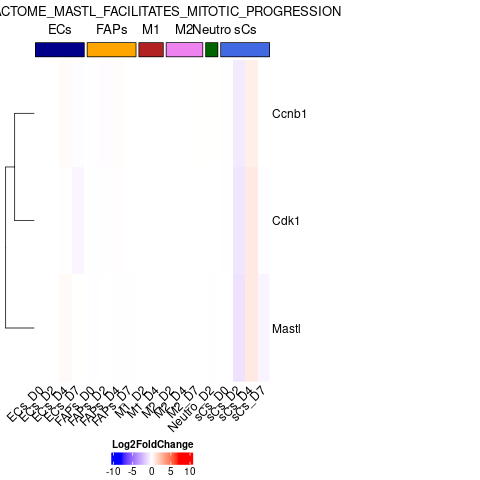 ACTOME_MASTL_FACILITATES_MITOTIC_PROGRESSION
ECs FAPs M1 M2 Neutro sCs
Ccnb1
Cdk1
Mastl
ECs_D0 ECs_D2 ECs_D4 ECs_D7 FAPs_D0 FAPs_D2 FAPs_D4 FAPs_D7 M1_D2 M1_D4 M2_D2 M2_D4 M2_D7 Neutro_D2 sCs_D0 sCs_D2 sCs_D4 sCs_D7
Log2FoldChange
-10 -5 0 5 10